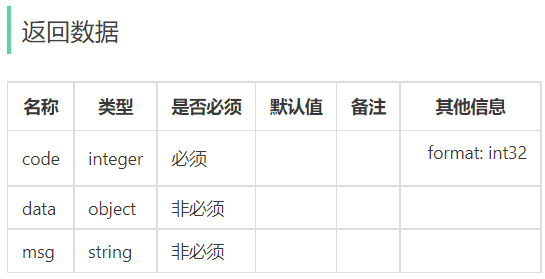 返回数据
名称 类型 是否必须 默认值 备注 其他信息
code integer 必须 format: int32
data object 非必须
msg string 非必须